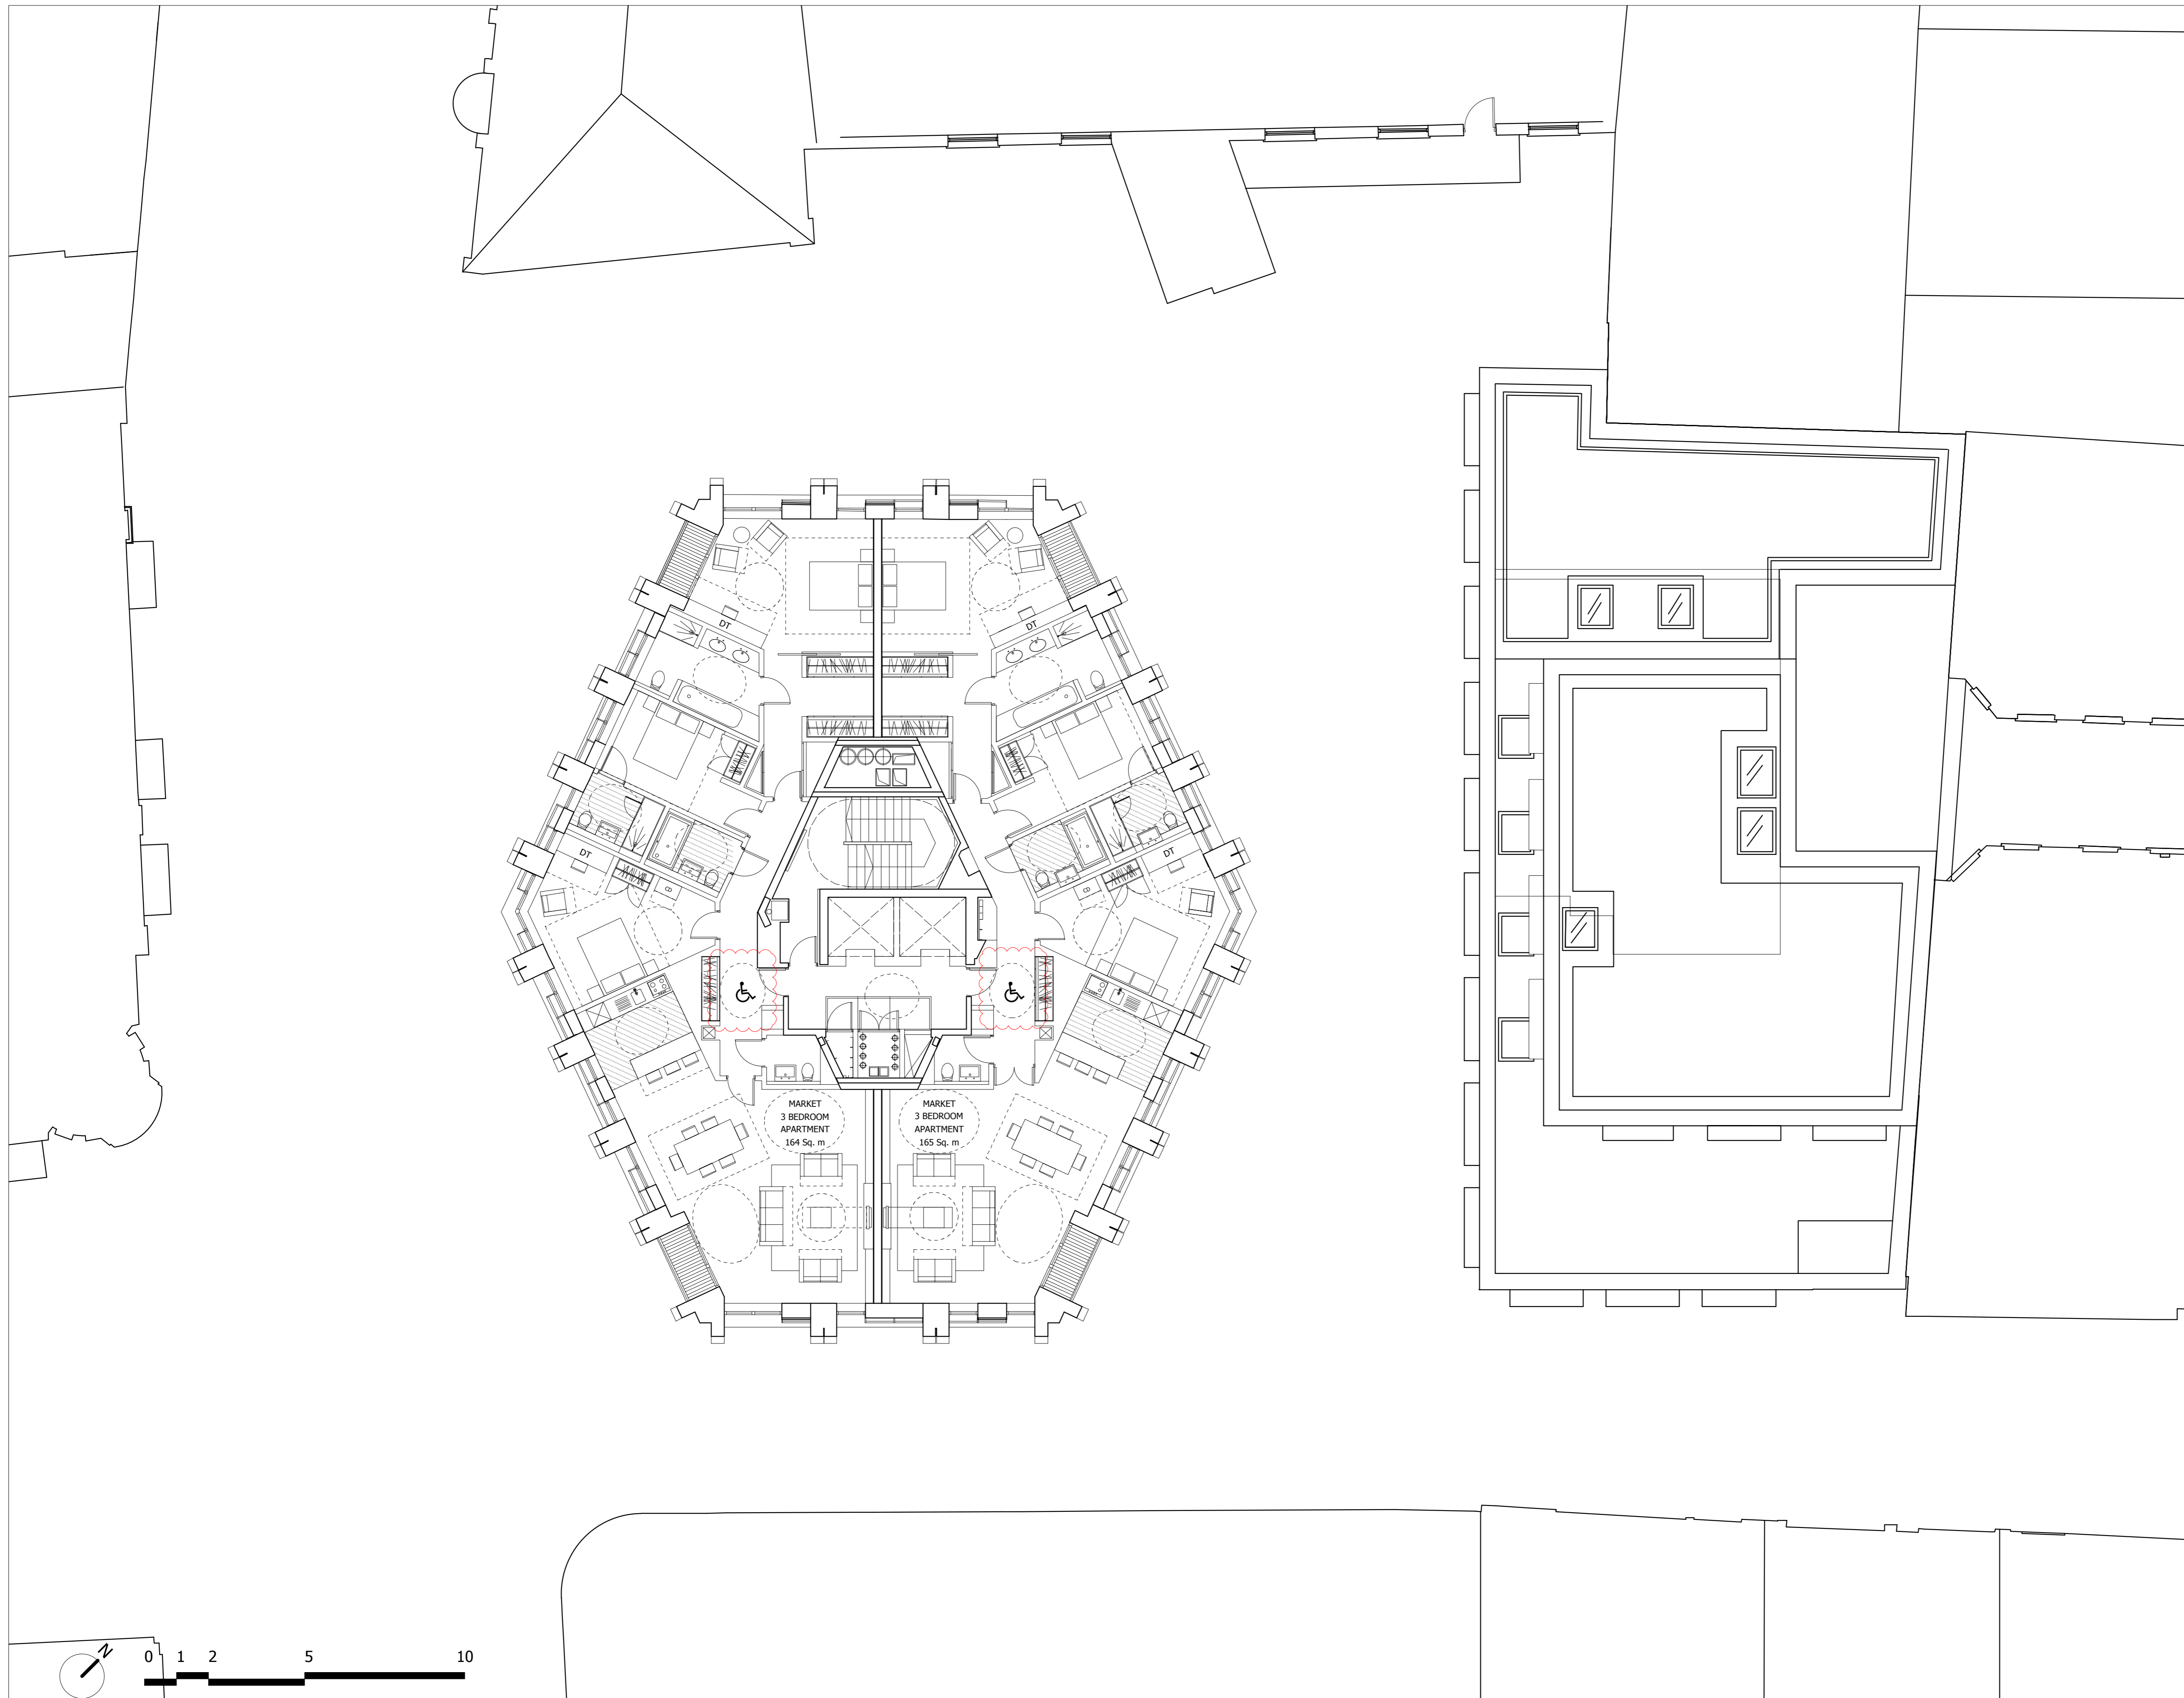 DT
DT
DT
DT
CD
CD
MARKET
3 BEDROOM
APARTMENT
164 Sq. m
MARKET
3 BEDROOM
APARTMENT
165 Sq. m
N
0 1 2 5 10